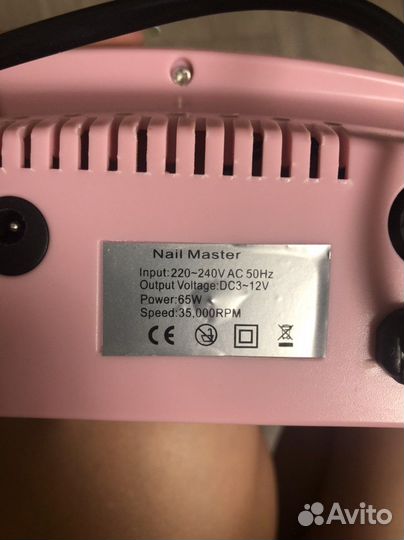 Nail Master
Input:220~240V AC 50Hz
Output Voltage:DC3~12V
Power:65W
Speed:35,000RPM
CE
Avito